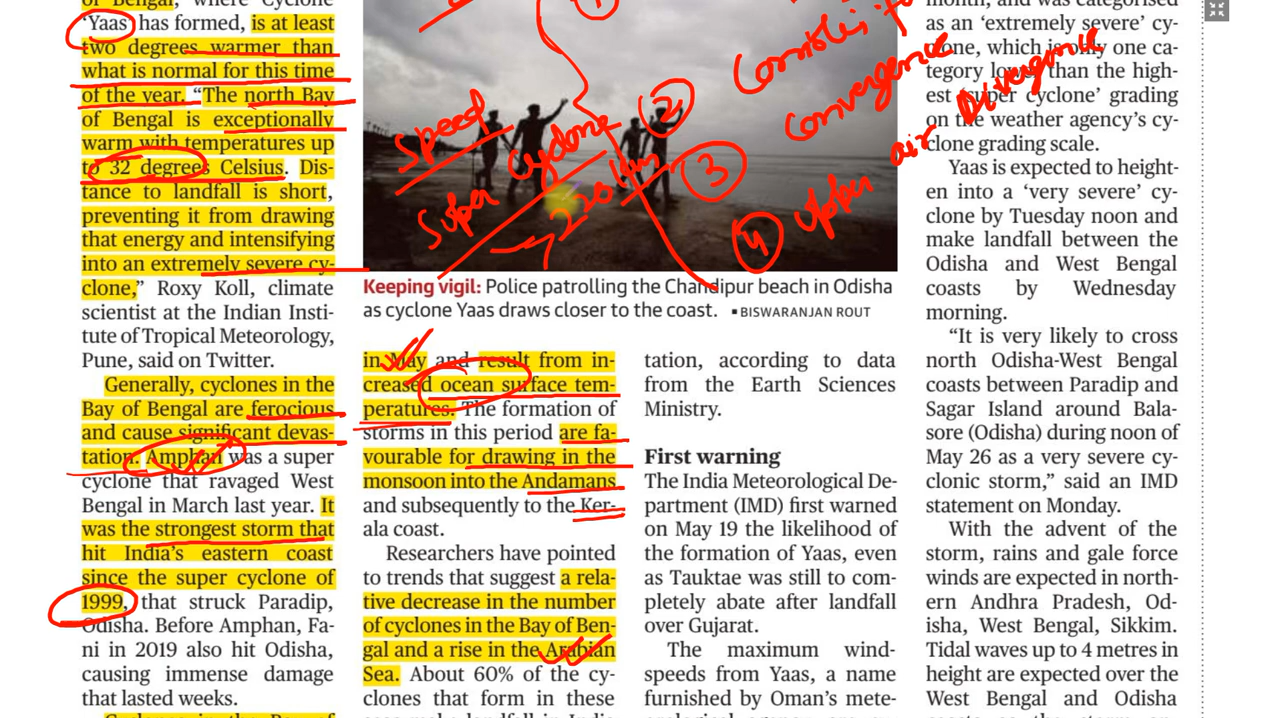 of Bengal, where Cyclone
'Yaas has formed, is at least
two degrees warmer than
what is normal for this time
of the year. “The north Bay
of Bengal is exceptionally
warm with temperatures up
to 32 degree Celsius. Dis-
tance to landfall is short,
preventing it from drawing
that energy and intensifying
into an extremely severe cy-
clone,” Roxy Koll, climate
scientist at the Indian Insti-
tute of Tropical Meteorology,
Pune, said on Twitter.
Generally, cyclones in the
Bay of Bengal are ferocious
and cause significant devas-
tation. Amphan was a super
cyclone that ravaged West
Bengal in March last year. It
was the strongest storm that
hit India’s eastern coast
since the super cyclone of
1999, that struck Paradip,
Odisha. Before Amphan, Fa-
ni in 2019 also hit Odisha,
causing immense damage
that lasted weeks.
Cyclones in the Bay of
1
Speed
Super Cyclone
2
3
4 Upper air Divergence
convergence
Keeping vigil: Police patrolling the Chandipur beach in Odisha
as cyclone Yaas draws closer to the coast. ▪ BISWARANJAN ROUT
in May and result from in-
creased ocean surface tem-
peratures. The formation of
storms in this period are fa-
vourable for drawing in the
monsoon into the Andamans
and subsequently to the Ker-
ala coast.
Researchers have pointed
to trends that suggest a rela-
tive decrease in the number
of cyclones in the Bay of Ben-
gal and a rise in the Arabian
Sea. About 60% of the cy-
clones that form in these
seas make landfall in India
tation, according to data
from the Earth Sciences
Ministry.
First warning
The India Meteorological De-
partment (IMD) first warned
on May 19 the likelihood of
the formation of Yaas, even
as Tauktae was still to com-
pletely abate after landfall
over Gujarat.
The maximum wind-
speeds from Yaas, a name
furnished by Oman’s mete-
month, and was categorised
as an ‘extremely severe’ cy-
clone, which is only one ca-
tegory lower than the high-
est ‘super cyclone’ grading
on the weather agency’s cy-
clone grading scale.
Yaas is expected to height-
en into a ‘very severe’ cy-
clone by Tuesday noon and
make landfall between the
Odisha and West Bengal
coasts by Wednesday
morning.
“It is very likely to cross
north Odisha-West Bengal
coasts between Paradip and
Sagar Island around Bala-
sore (Odisha) during noon of
May 26 as a very severe cy-
clonic storm,” said an IMD
statement on Monday.
With the advent of the
storm, rains and gale force
winds are expected in north-
ern Andhra Pradesh, Od-
isha, West Bengal, Sikkim.
Tidal waves up to 4 metres in
height are expected over the
West Bengal and Odisha